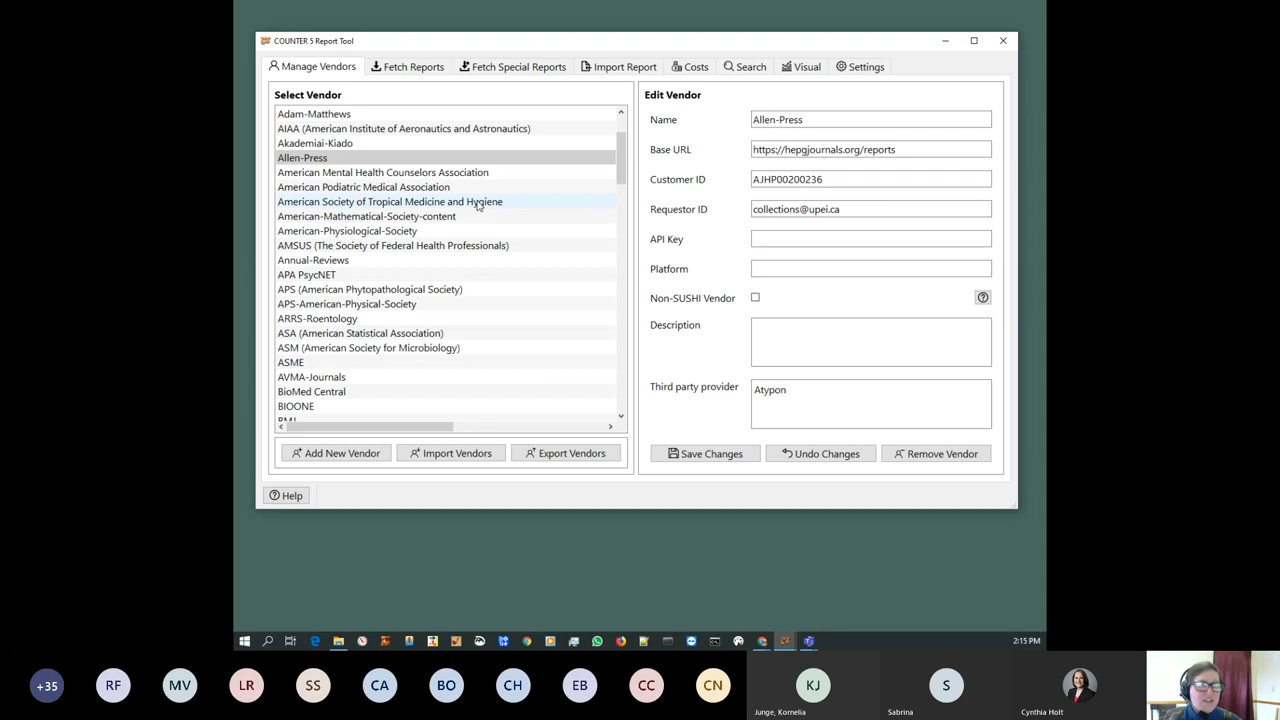 COUNTER 5 Report Tool
Manage Vendors
Fetch Reports
Fetch Special Reports
Import Report
Costs
Search
Visual
Settings
Select Vendor
Adam-Matthews
AIAA (American Institute of Aeronautics and Astronautics)
Akademiai-Kiado
Allen-Press
American Mental Health Counselors Association
American Podiatric Medical Association
American Society of Tropical Medicine and Hygiene
American-Mathematical-Society-content
American-Physiological-Society
AMSUS (The Society of Federal Health Professionals)
Annual-Reviews
APA PsycNET
APS (American Phytopathological Society)
APS-American-Physical-Society
ARRS-Roentology
ASA (American Statistical Association)
ASM (American Society for Microbiology)
ASME
AVMA-Journals
BioMed Central
BIOONE
BMJ
Add New Vendor
Import Vendors
Export Vendors
Edit Vendor
Name
Allen-Press
Base URL
https://hepgjournals.org/reports
Customer ID
AJHP00200236
Requestor ID
collections@upei.ca
API Key
Platform
Non-SUSHI Vendor
Description
Third party provider
Atypon
Save Changes
Undo Changes
Remove Vendor
Help
2:15 PM
+35
RF
MV
LR
SS
CA
BO
CH
EB
CC
CN
KJ
Junge, Kornelia
S
Sabrina
Cynthia Holt